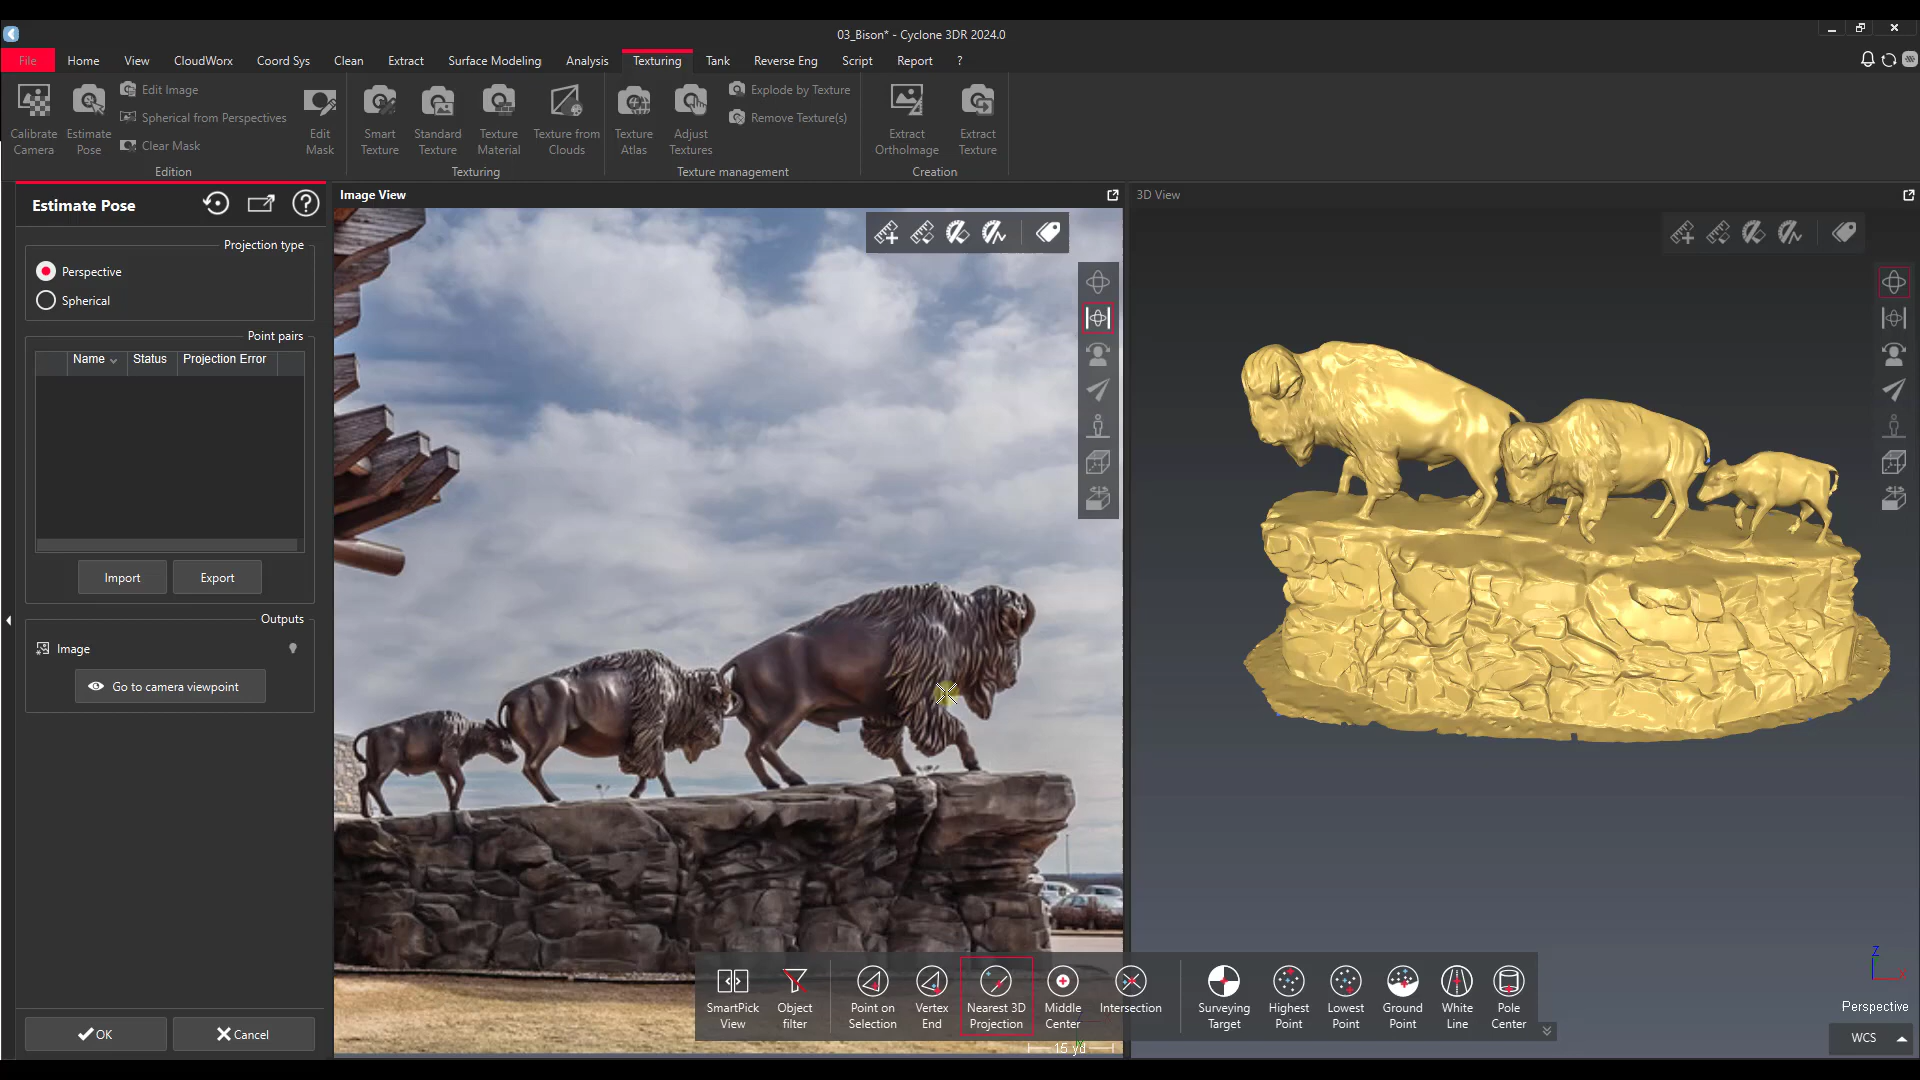 03_Bison* - Cyclone 3DR 2024.0
File Home View CloudWorx Coord Sys Clean Extract Surface Modeling Analysis Texturing Tank Reverse Eng Script Report ?
Calibrate Camera
Estimate Pose
Edit Image
Spherical from Perspectives
Clear Mask
Edit Mask
Edition
Smart Texture
Standard Texture
Texture Material
Texture from Clouds
Texturing
Texture Atlas
Adjust Textures
Explode by Texture
Remove Texture(s)
Texture management
Extract OrthoImage
Extract Texture
Creation
Estimate Pose
Projection type
Perspective
Spherical
Point pairs
Name Status Projection Error
Import Export
Outputs
Image
Go to camera viewpoint
OK Cancel
Image View
3D View
SmartPick View
Object filter
Point on Selection
Vertex End
Nearest 3D Projection
Middle Center
Intersection
Surveying Target
Highest Point
Lowest Point
Ground Point
White Line
Pole Center
15 yd
Z
X
Y
Perspective
WCS